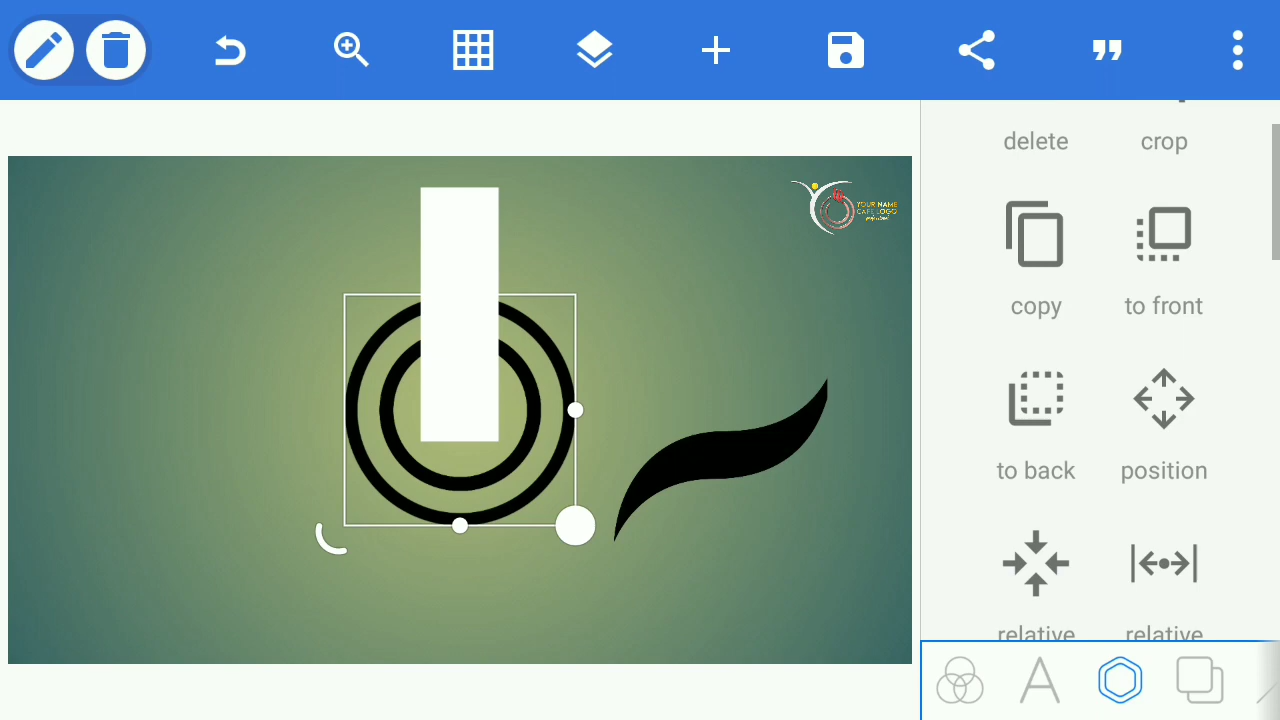 delete crop
YOUR NAME
CAFE LOGO
copy to front
to back position
relative relative